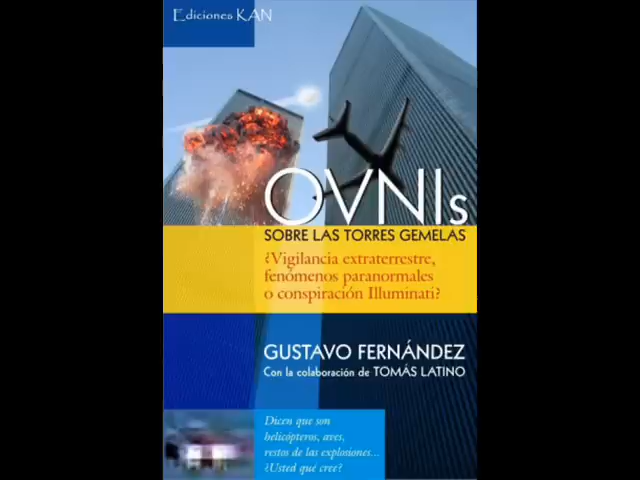 Ediciones KAN
OVNIs
SOBRE LAS TORRES GEMELAS
¿Vigilancia extraterrestre,
fenómenos paranormales
o conspiración Illuminati?
GUSTAVO FERNÁNDEZ
Con la colaboración de TOMÁS LATINO
Dicen que son
helicópteros, aves,
restos de las explosiones...
¿Usted qué cree?